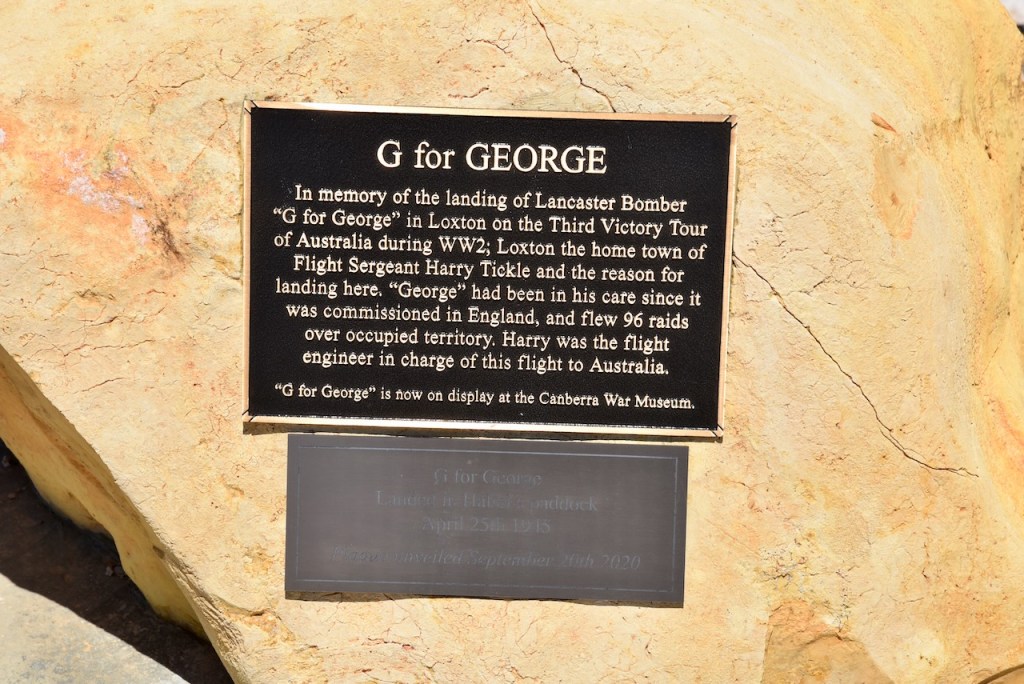 G for GEORGE
In memory of the landing of Lancaster Bomber
“G for George” in Loxton on the Third Victory Tour
of Australia during WW2; Loxton the home town of
Flight Sergeant Harry Tickle and the reason for
landing here. “George” had been in his care since it
was commissioned in England, and flew 96 raids
over occupied territory. Harry was the flight
engineer in charge of this flight to Australia.
“G for George” is now on display at the Canberra War Museum.
G for George
Landed in paddock
April 25th 1945
September 26th 2020